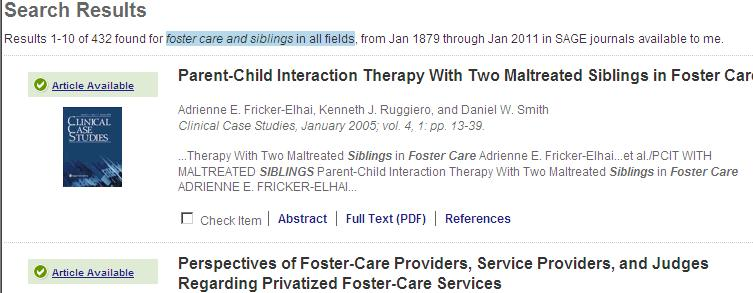 Search Results
Results 1-10 of 432 found for foster care and siblings in all fields, from Jan 1879 through Jan 2011 in SAGE journals available to me.
Article Available
Parent-Child Interaction Therapy With Two Maltreated Siblings in Foster Car
CLINICAL
CASE
STUDIES
Adrienne E. Fricker-Elhai, Kenneth J. Ruggiero, and Daniel W. Smith
Clinical Case Studies, January 2005; vol. 4, 1: pp. 13-39.
...Therapy With Two Maltreated Siblings in Foster Care Adrienne E. Fricker-Elhai...et al./PCIT WITH
MALTREATED SIBLINGS Parent-Child Interaction Therapy With Two Maltreated Siblings in Foster Care
ADRIENNE E. FRICKER-ELHAI...
Check Item | Abstract | Full Text (PDF) | References
Article Available
Perspectives of Foster-Care Providers, Service Providers, and Judges
Regarding Privatized Foster-Care Services